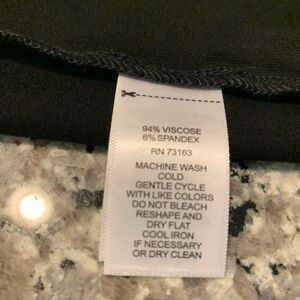 94% VISCOSE
6% SPANDEX
RN 73163
MACHINE WASH
COLD
GENTLE CYCLE
WITH LIKE COLORS
DO NOT BLEACH
RESHAPE AND
DRY FLAT
COOL IRON
IF NECESSARY
OR DRY CLEAN